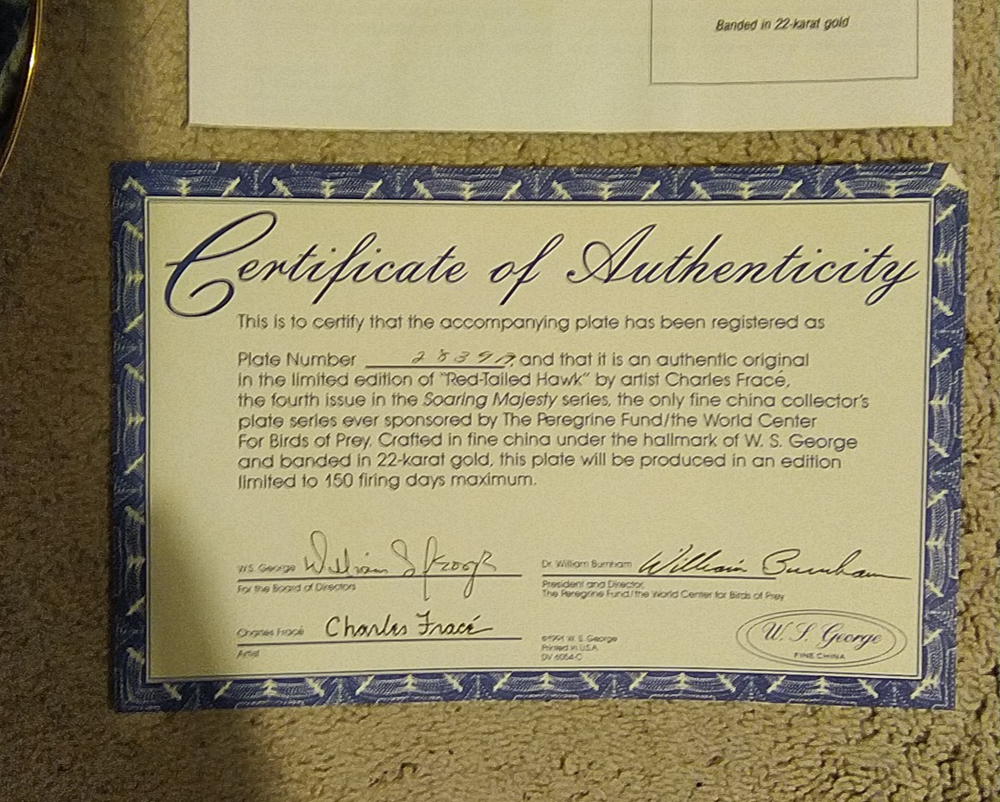 Banded in 22-karat gold
Certificate of Authenticity
This is to certify that the accompanying plate has been registered as
Plate Number 28399, and that it is an authentic original
in the limited edition of "Red-Tailed Hawk" by artist Charles Fracé,
the fourth issue in the Soaring Majesty series, the only fine china collector's
plate series ever sponsored by The Peregrine Fund/the World Center
For Birds of Prey. Crafted in fine china under the hallmark of W. S. George
and banded in 22-karat gold, this plate will be produced in an edition
limited to 150 firing days maximum.
W.S. George William S
For the Board of Directors
Dr. William Burnham William Burnham
President and Director,
The Peregrine Fund/the World Center for Birds of Prey
Charles Fracé Charles Fracé
Artist
©1991 W. S. George
Printed in U.S.A.
W. S. George
FINE CHINA